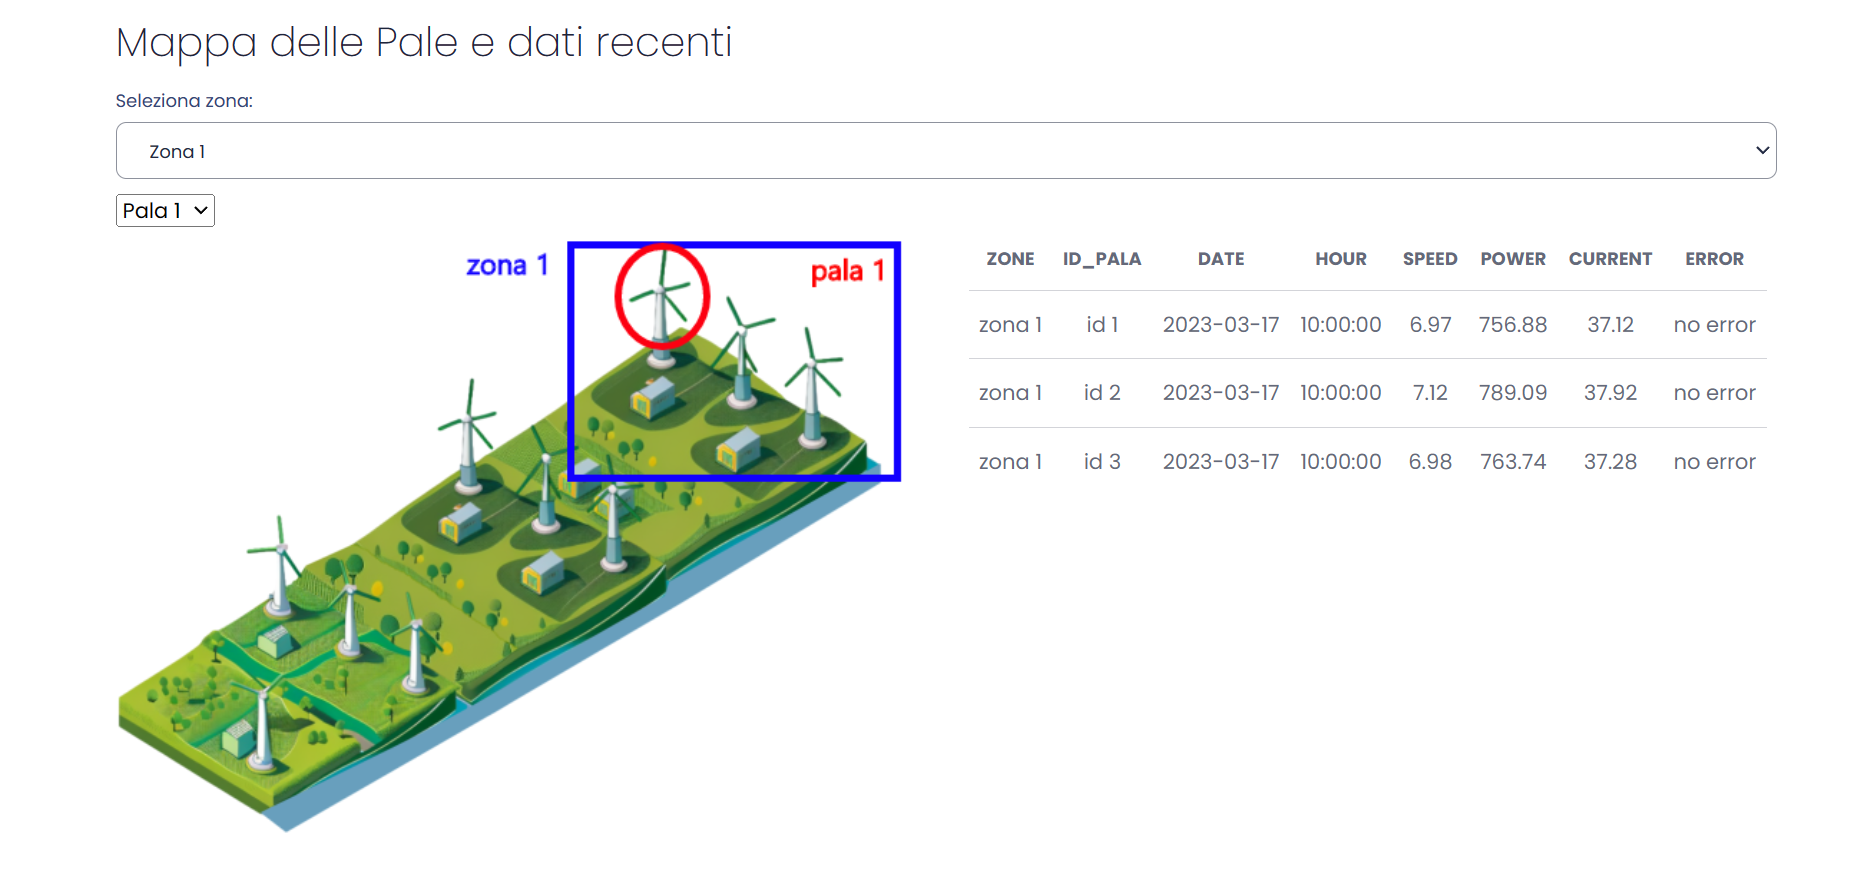 Mappa delle Pale e dati recenti
Seleziona zona:
Zona 1
Pala 1
zona 1
pala 1
ZONE ID_PALA DATE HOUR SPEED POWER CURRENT ERROR
zona 1 id 1 2023-03-17 10:00:00 6.97 756.88 37.12 no error
zona 1 id 2 2023-03-17 10:00:00 7.12 789.09 37.92 no error
zona 1 id 3 2023-03-17 10:00:00 6.98 763.74 37.28 no error